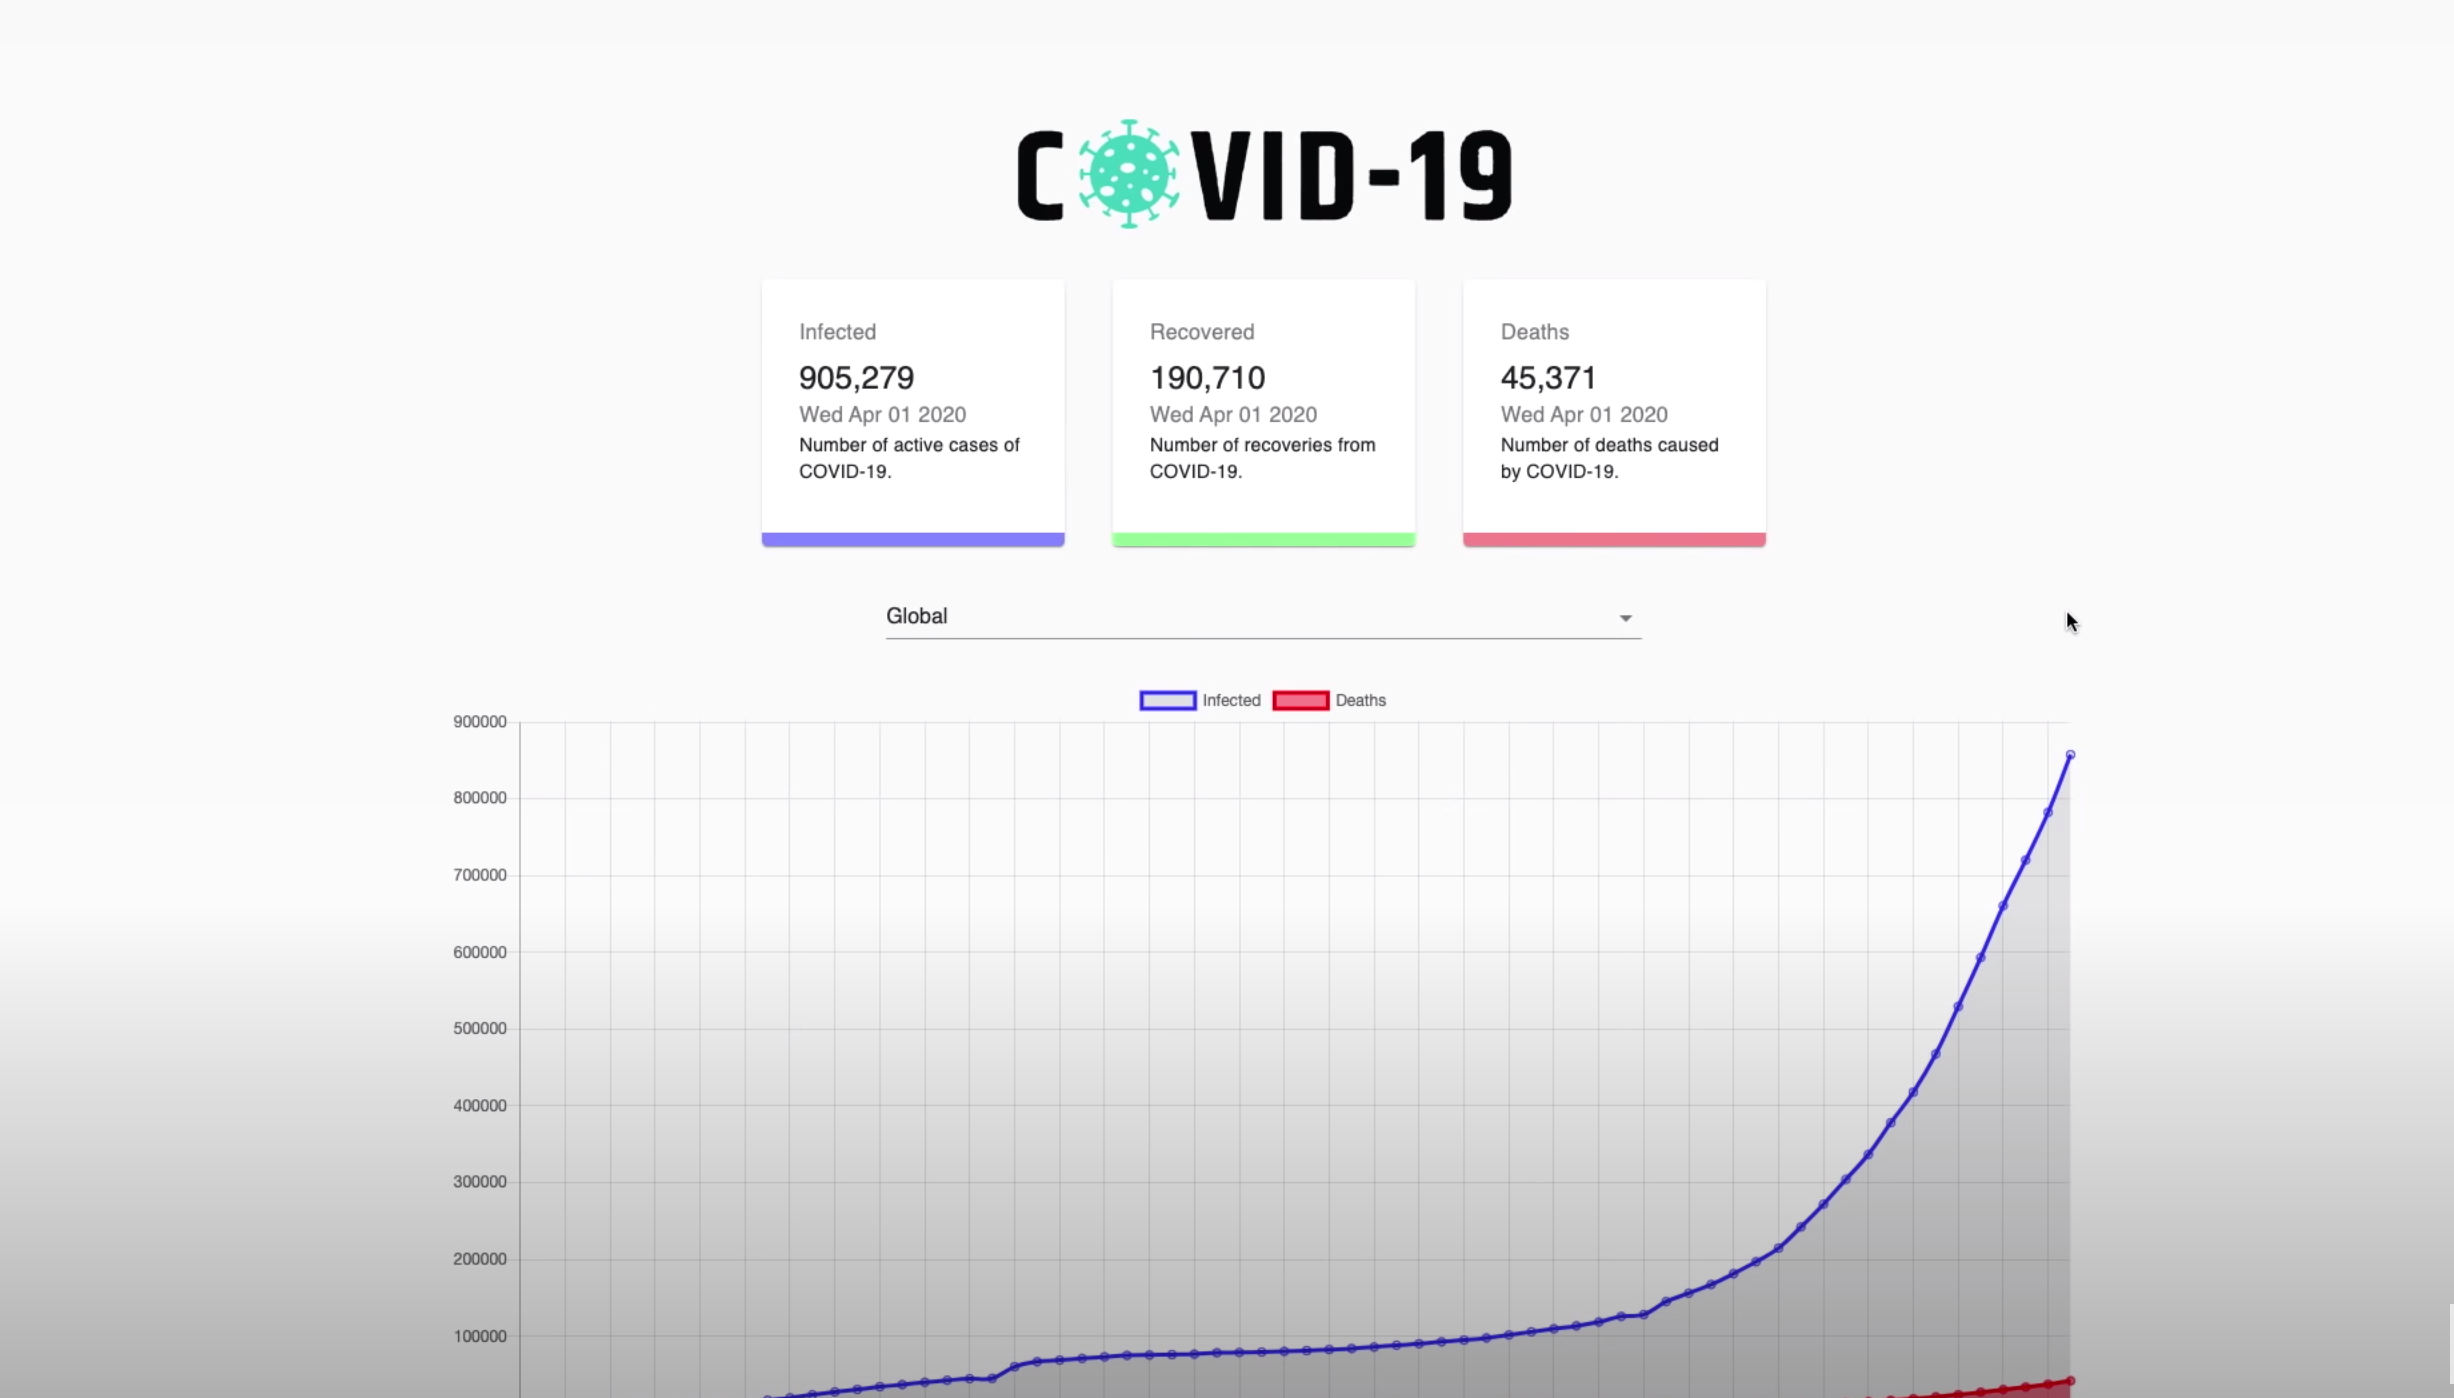 COVID-19
Infected
905,279
Wed Apr 01 2020
Number of active cases of
COVID-19.
Recovered
190,710
Wed Apr 01 2020
Number of recoveries from
COVID-19.
Deaths
45,371
Wed Apr 01 2020
Number of deaths caused
by COVID-19.
Global
Infected Deaths
900000
800000
700000
600000
500000
400000
300000
200000
100000